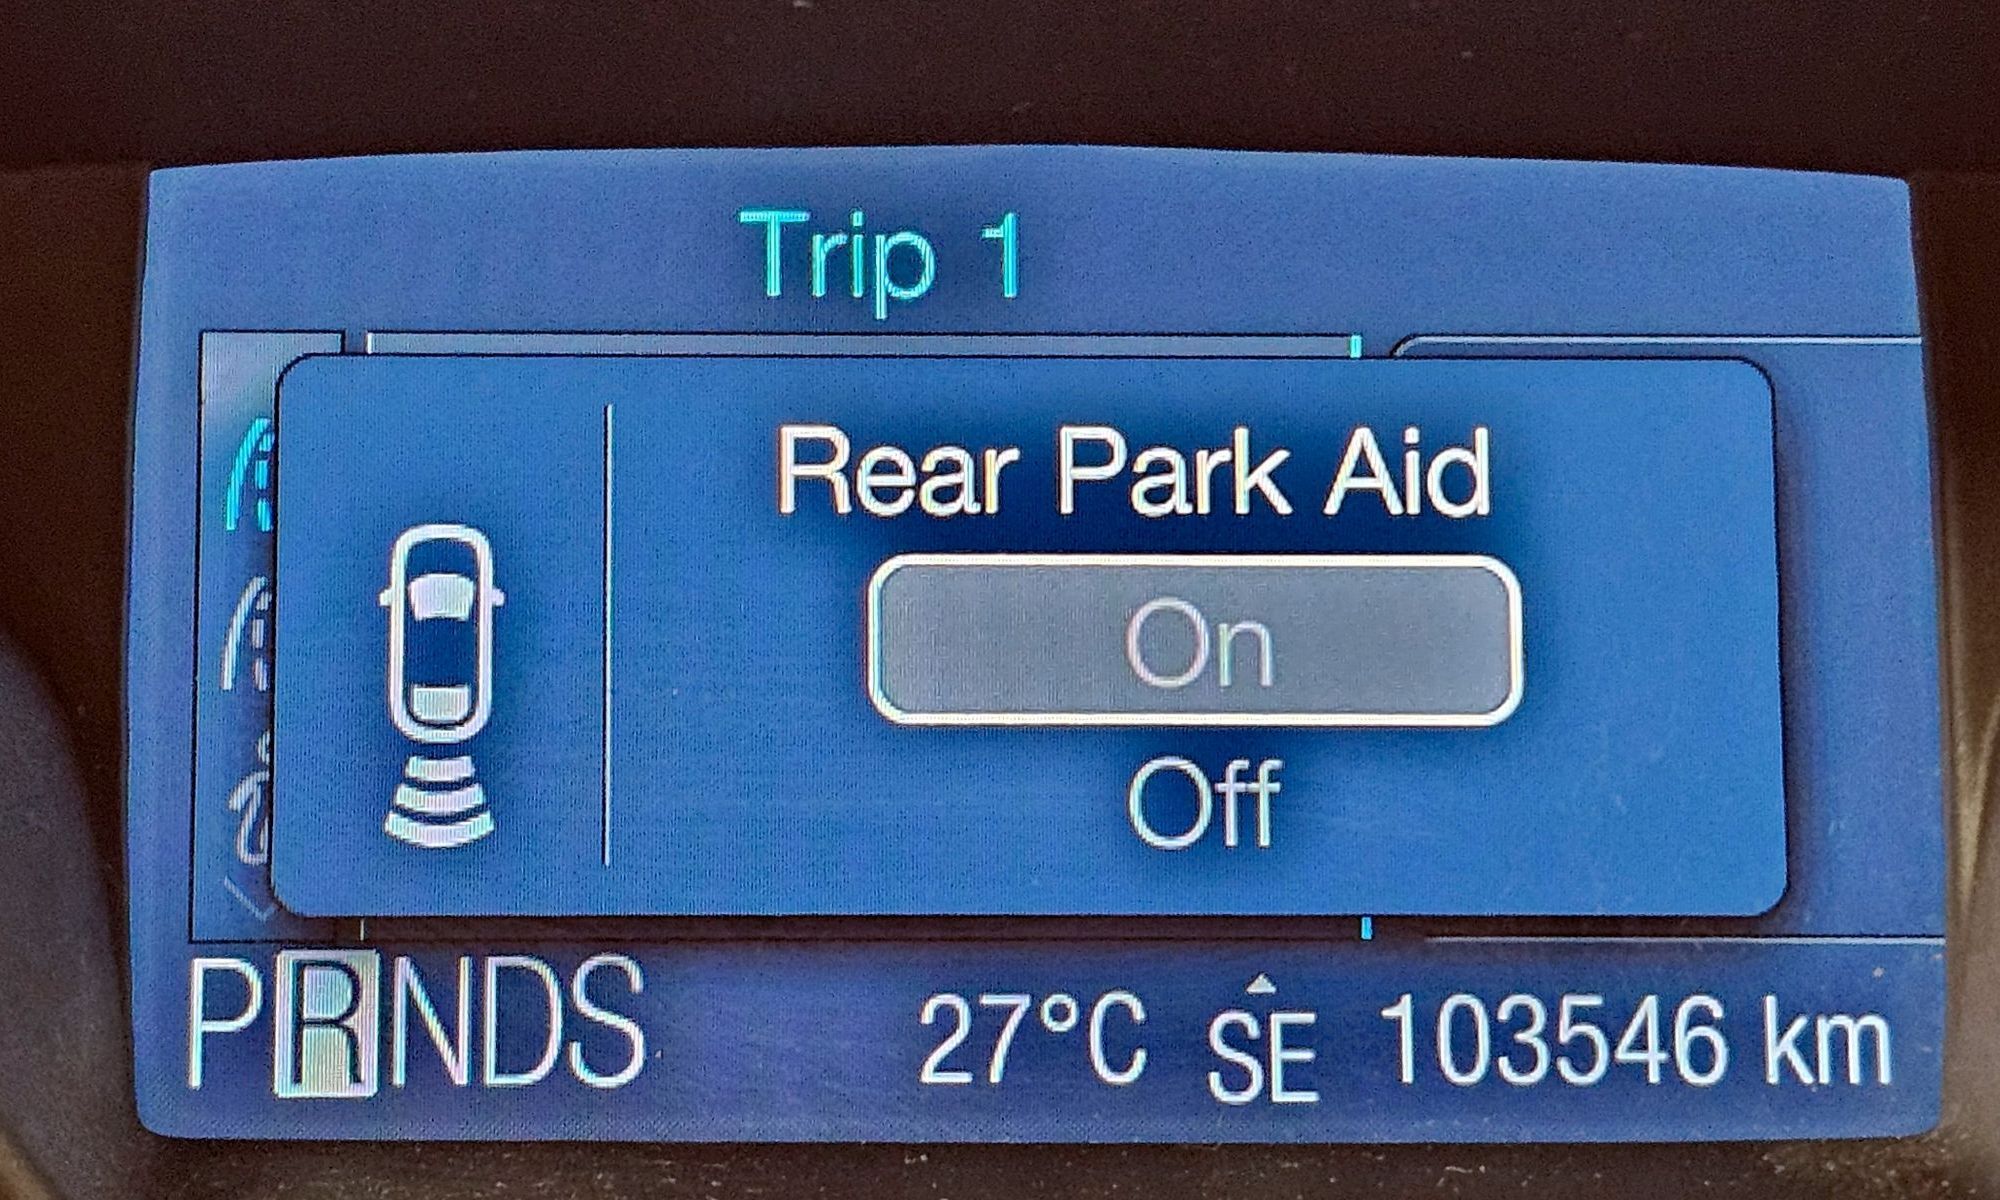 Trip 1
Rear Park Aid
On
Off
PRNDS 27°C SE 103546 km